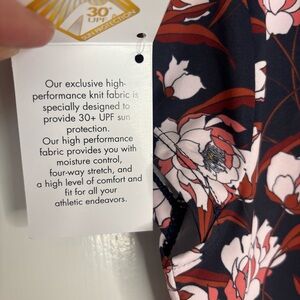 30+
UPF
SUN PROTECTION
Our exclusive high-
performance knit fabric is
specially designed to
provide 30+ UPF sun
protection.
Our high performance
fabric provides you with
moisture control,
four-way stretch, and
a high level of comfort and
fit for all your
athletic endeavors.